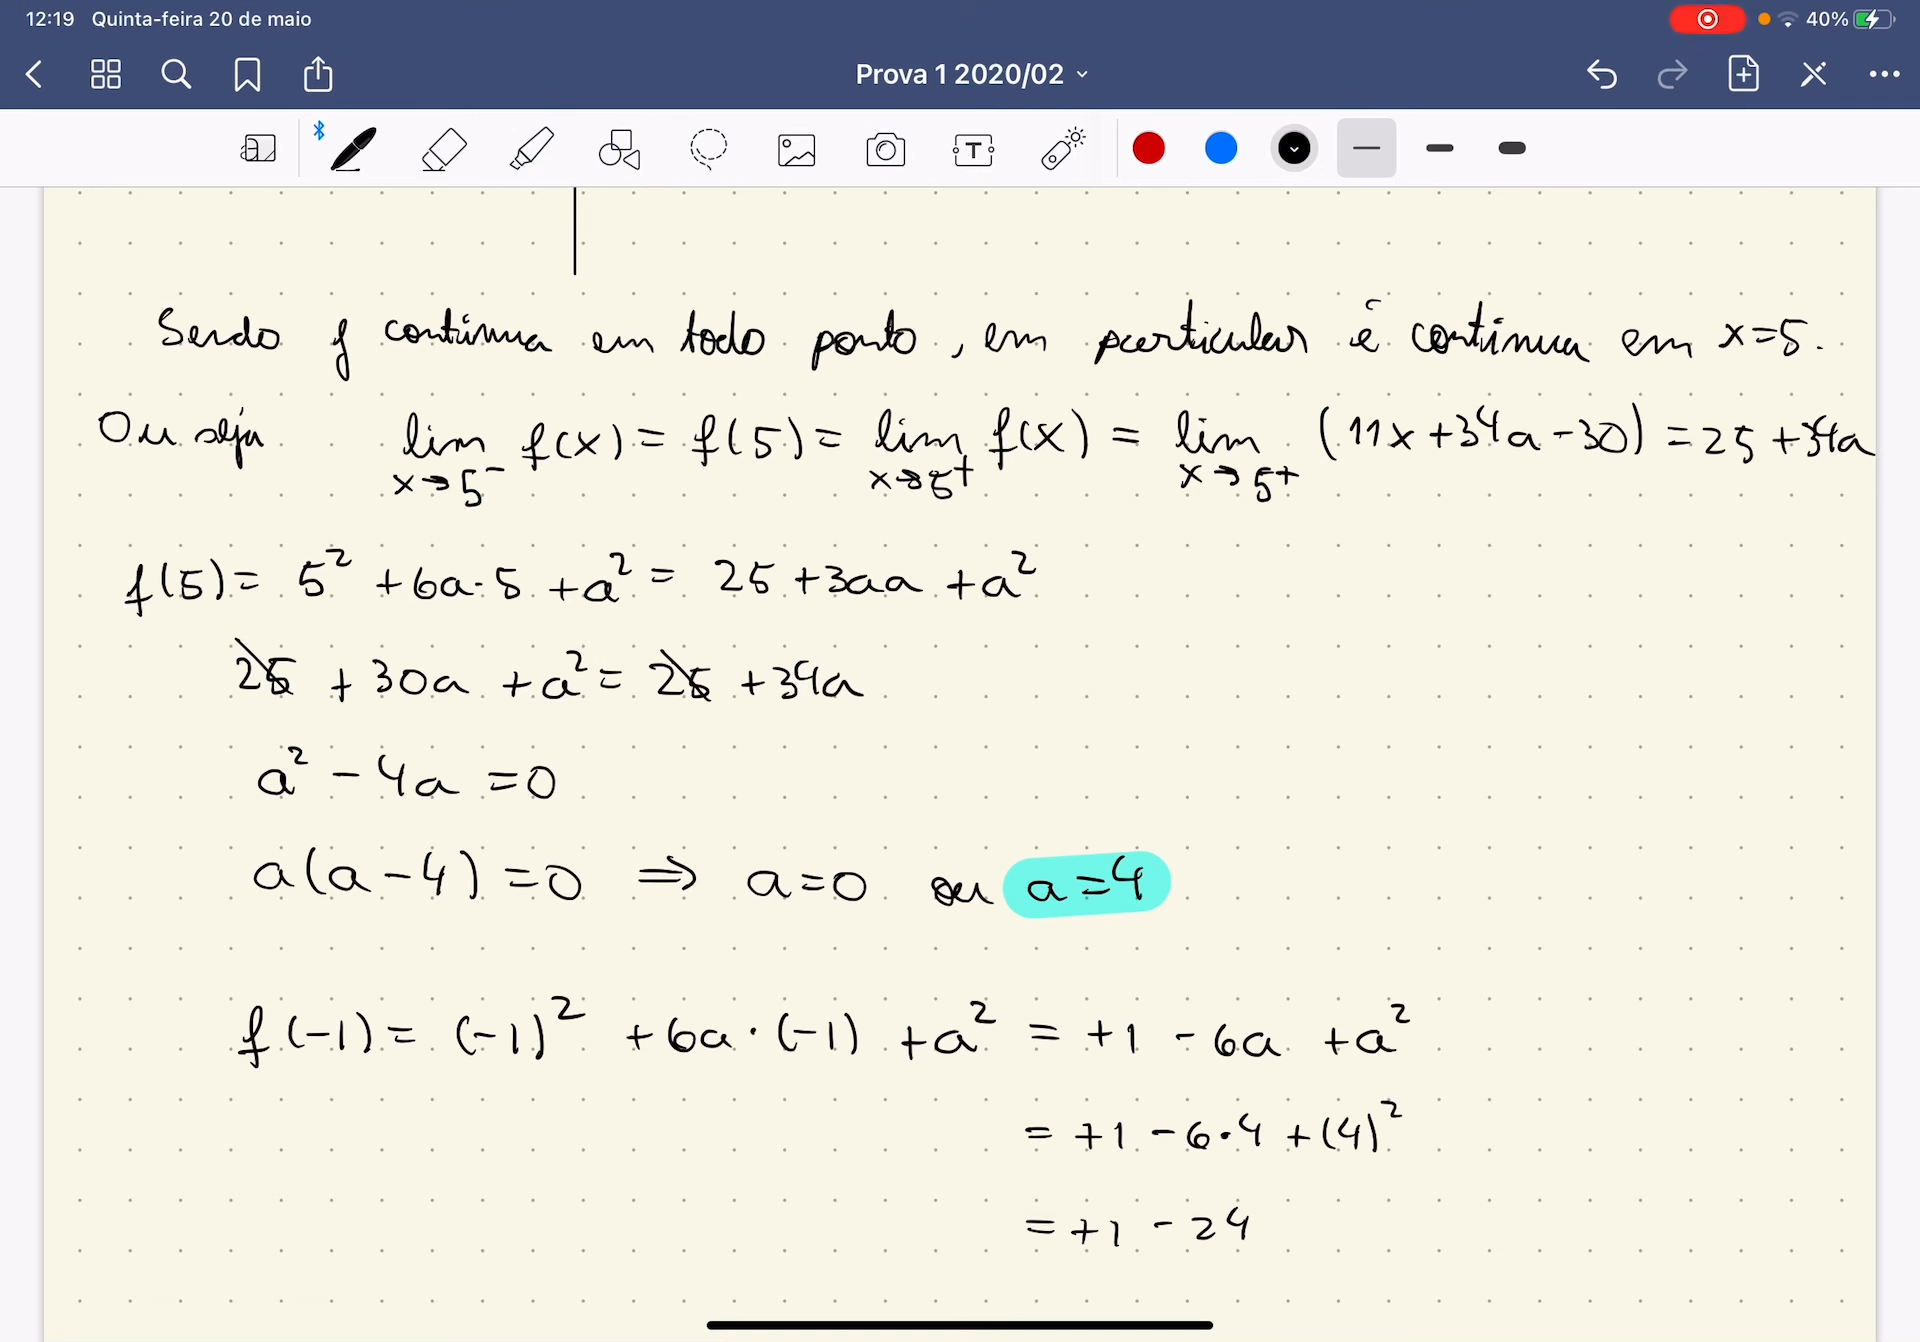 12:19 Quinta-feira 20 de maio 40%
Prova 1 2020/02
Sendo f contínua em todo ponto, em particular é contínua em x=5.
Ou seja lim x→5⁻ f(x) = f(5) = lim x→5⁺ f(x) = lim x→5⁺ (11x+34a-30) = 25+34a
f(5) = 5² + 6a·5 + a² = 25 + 30a + a²
25 + 30a + a² = 25 + 34a
a² - 4a = 0
a(a-4) = 0 ⇒ a=0 ou a=4
f(-1) = (-1)² + 6a·(-1) + a² = +1 - 6a + a²
= +1 - 6·4 + (4)²
= +1 - 24